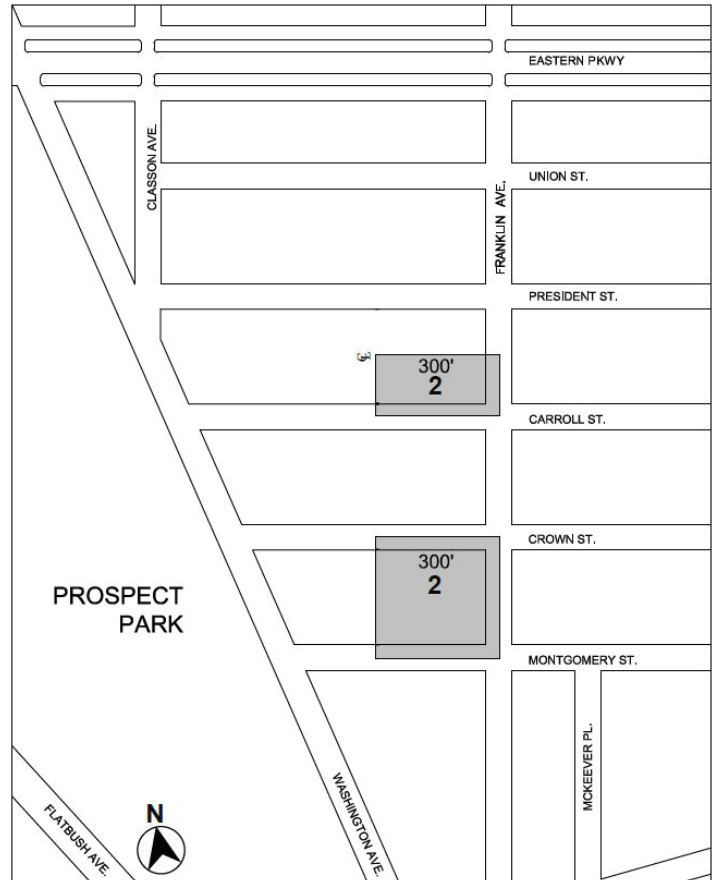 EASTERN PKWY
CLASSON AVE.
UNION ST.
FRANKLIN AVE.
PRESIDENT ST.
℄
300'
2
CARROLL ST.
CROWN ST.
300'
2
PROSPECT
PARK
MONTGOMERY ST.
MCKEEVER PL.
WASHINGTON AVE.
N
FLATBUSH AVE.